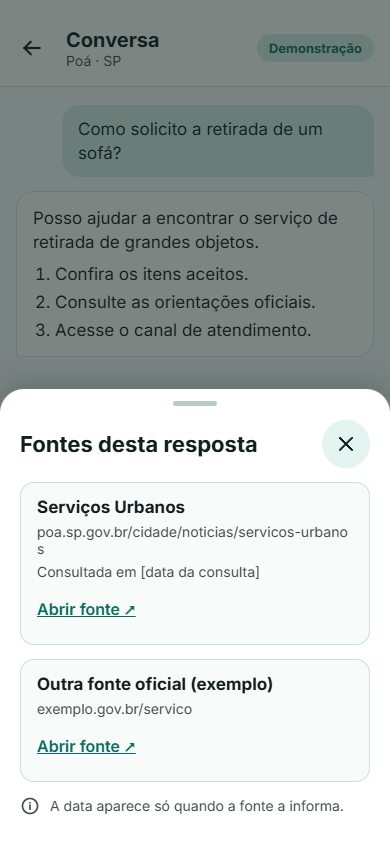 Conversa
Poá · SP
Demonstração
Como solicito a retirada de um
sofá?
Posso ajudar a encontrar o serviço de
retirada de grandes objetos.
1. Confira os itens aceitos.
2. Consulte as orientações oficiais.
3. Acesse o canal de atendimento.
Fontes desta resposta
Serviços Urbanos
poa.sp.gov.br/cidade/noticias/servicos-urbano
s
Consultada em [data da consulta]
Abrir fonte ↗
Outra fonte oficial (exemplo)
exemplo.gov.br/servico
Abrir fonte ↗
A data aparece só quando a fonte a informa.